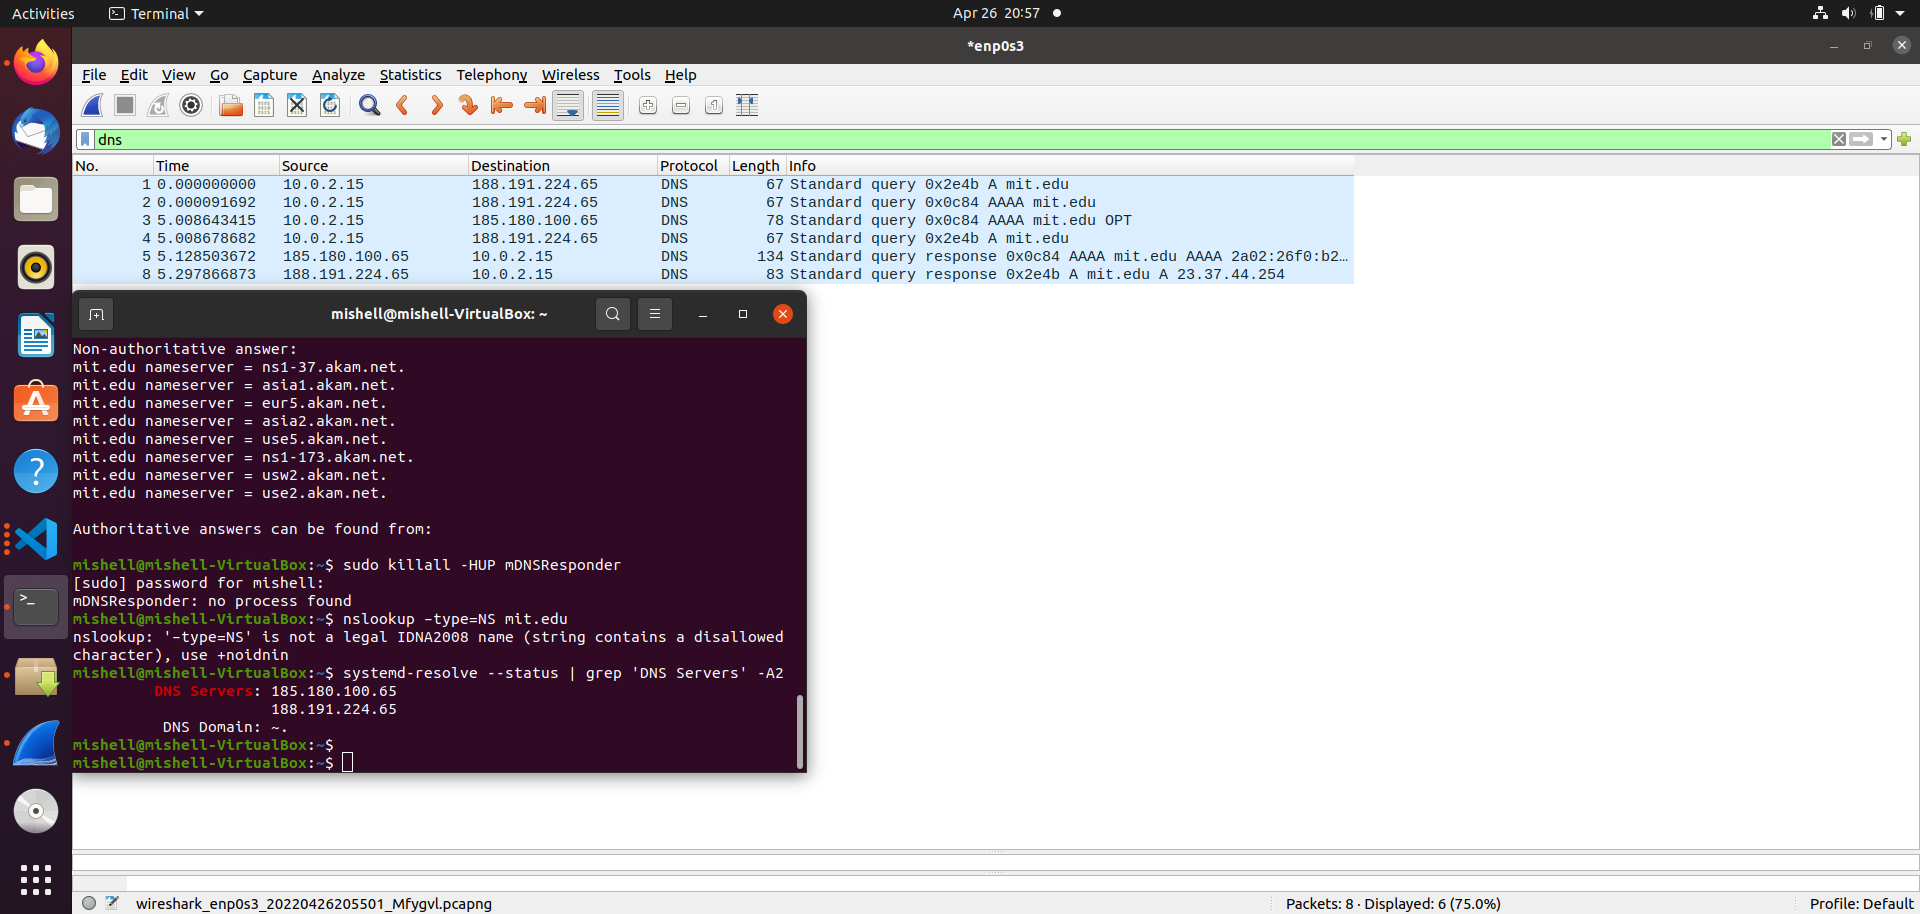 Activities Terminal Apr 26 20:57
*enp0s3
File Edit View Go Capture Analyze Statistics Telephony Wireless Tools Help
dns
No. Time Source Destination Protocol Length Info
1 0.000000000 10.0.2.15 188.191.224.65 DNS 67 Standard query 0x2e4b A mit.edu
2 0.000091692 10.0.2.15 188.191.224.65 DNS 67 Standard query 0x0c84 AAAA mit.edu
3 5.008643415 10.0.2.15 185.180.100.65 DNS 78 Standard query 0x0c84 AAAA mit.edu OPT
4 5.008678682 10.0.2.15 188.191.224.65 DNS 67 Standard query 0x2e4b A mit.edu
5 5.128503672 185.180.100.65 10.0.2.15 DNS 134 Standard query response 0x0c84 AAAA mit.edu AAAA 2a02:26f0:b2…
8 5.297866873 188.191.224.65 10.0.2.15 DNS 83 Standard query response 0x2e4b A mit.edu A 23.37.44.254
mishell@mishell-VirtualBox: ~
Non-authoritative answer:
mit.edu nameserver = ns1-37.akam.net.
mit.edu nameserver = asia1.akam.net.
mit.edu nameserver = eur5.akam.net.
mit.edu nameserver = asia2.akam.net.
mit.edu nameserver = use5.akam.net.
mit.edu nameserver = ns1-173.akam.net.
mit.edu nameserver = usw2.akam.net.
mit.edu nameserver = use2.akam.net.
Authoritative answers can be found from:
mishell@mishell-VirtualBox:~$ sudo killall -HUP mDNSResponder
[sudo] password for mishell:
mDNSResponder: no process found
mishell@mishell-VirtualBox:~$ nslookup –type=NS mit.edu
nslookup: '–type=NS' is not a legal IDNA2008 name (string contains a disallowed
character), use +noidnin
mishell@mishell-VirtualBox:~$ systemd-resolve --status | grep 'DNS Servers' -A2
DNS Servers: 185.180.100.65
188.191.224.65
DNS Domain: ~.
mishell@mishell-VirtualBox:~$
mishell@mishell-VirtualBox:~$
wireshark_enp0s3_20220426205501_Mfygvl.pcapng Packets: 8 · Displayed: 6 (75.0%) Profile: Default